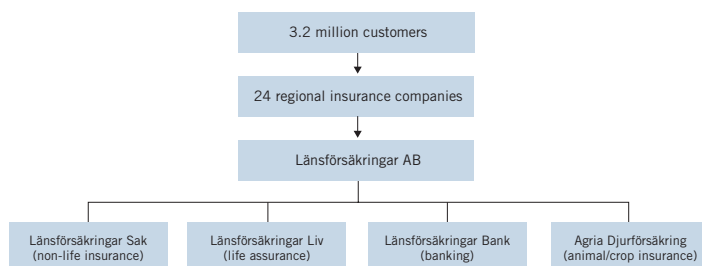 3.2 million customers
24 regional insurance companies
Länsförsäkringar AB
Länsförsäkringar Sak
(non-life insurance)
Länsförsäkringar Liv
(life assurance)
Länsförsäkringar Bank
(banking)
Agria Djurförsäkring
(animal/crop insurance)